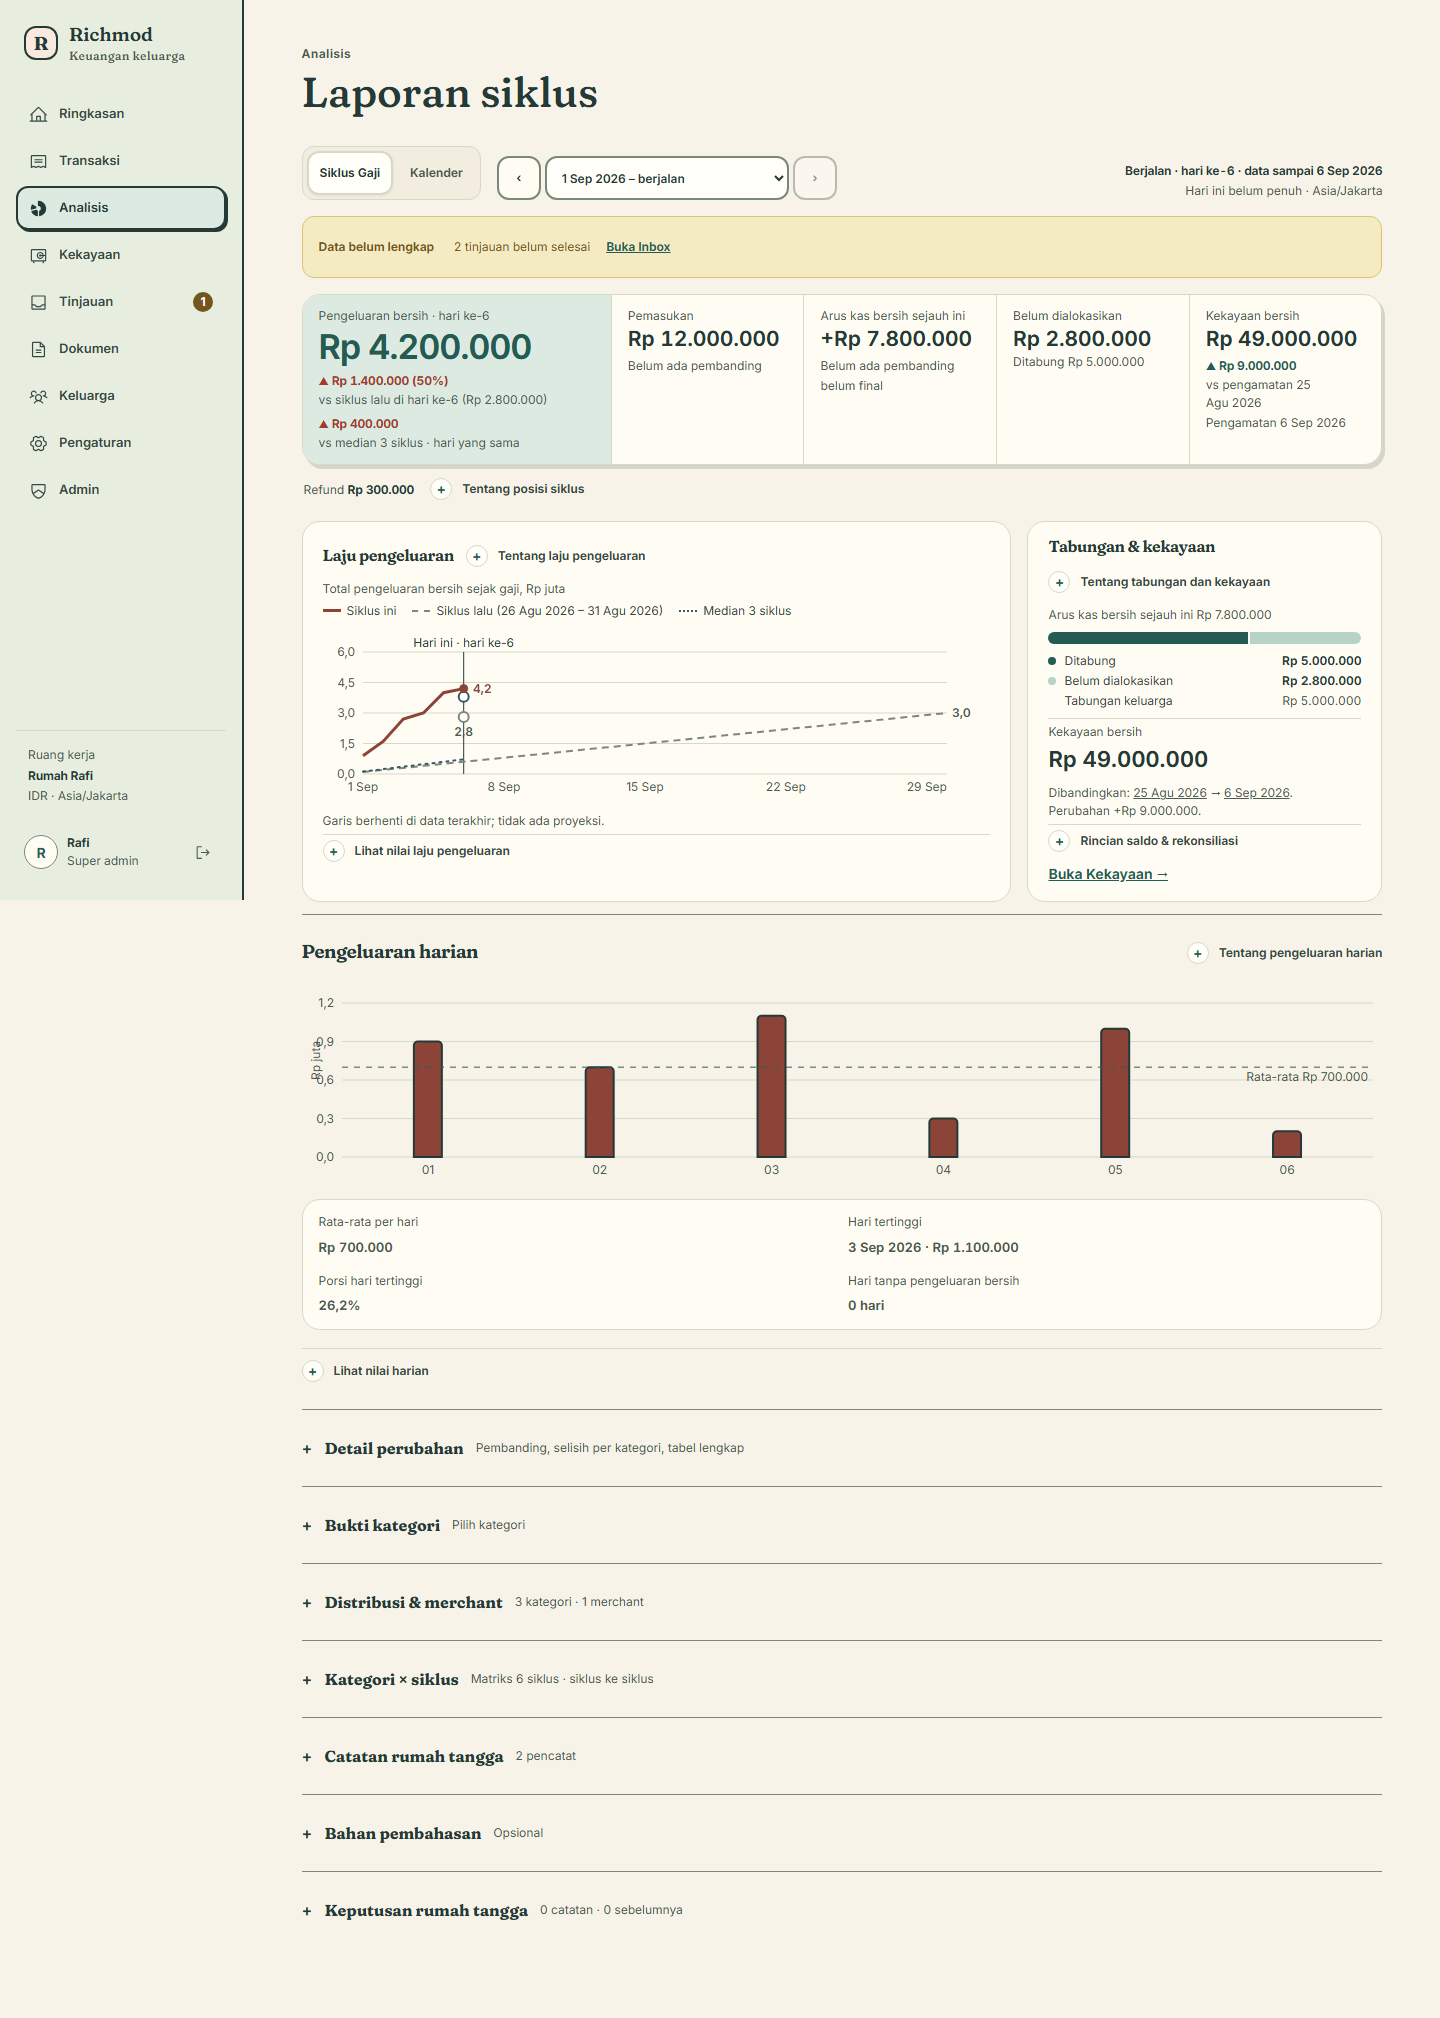 R
Richmod
Keuangan keluarga
Ringkasan
Transaksi
Analisis
Kekayaan
Tinjauan
1
Dokumen
Keluarga
Pengaturan
Admin
Ruang kerja
Rumah Rafi
IDR · Asia/Jakarta
R
Rafi
Super admin
Analisis
Laporan siklus
Siklus Gaji
Kalender
‹
1 Sep 2026 – berjalan
›
Berjalan · hari ke-6 · data sampai 6 Sep 2026
Hari ini belum penuh · Asia/Jakarta
Data belum lengkap 2 tinjauan belum selesai Buka Inbox
Pengeluaran bersih · hari ke-6
Rp 4.200.000
▲ Rp 1.400.000 (50%)
vs siklus lalu di hari ke-6 (Rp 2.800.000)
▲ Rp 400.000
vs median 3 siklus · hari yang sama
Pemasukan
Rp 12.000.000
Belum ada pembanding
Arus kas bersih sejauh ini
+Rp 7.800.000
Belum ada pembanding
belum final
Belum dialokasikan
Rp 2.800.000
Ditabung Rp 5.000.000
Kekayaan bersih
Rp 49.000.000
▲ Rp 9.000.000
vs pengamatan 25
Agu 2026
Pengamatan 6 Sep 2026
Refund Rp 300.000
+ Tentang posisi siklus
Laju pengeluaran
+ Tentang laju pengeluaran
Total pengeluaran bersih sejak gaji, Rp juta
Siklus ini
Siklus lalu (26 Agu 2026 – 31 Agu 2026)
Median 3 siklus
Hari ini · hari ke-6
6,0
4,5
3,0
1,5
0,0
4,2
2,8
3,0
1 Sep
8 Sep
15 Sep
22 Sep
29 Sep
Garis berhenti di data terakhir; tidak ada proyeksi.
+ Lihat nilai laju pengeluaran
Tabungan & kekayaan
+ Tentang tabungan dan kekayaan
Arus kas bersih sejauh ini Rp 7.800.000
Ditabung Rp 5.000.000
Belum dialokasikan Rp 2.800.000
Tabungan keluarga Rp 5.000.000
Kekayaan bersih
Rp 49.000.000
Dibandingkan: 25 Agu 2026 → 6 Sep 2026.
Perubahan +Rp 9.000.000.
+ Rincian saldo & rekonsiliasi
Buka Kekayaan →
Pengeluaran harian
+ Tentang pengeluaran harian
Rp juta
1,2
0,9
0,6
0,3
0,0
Rata-rata Rp 700.000
01
02
03
04
05
06
Rata-rata per hari
Rp 700.000
Hari tertinggi
3 Sep 2026 · Rp 1.100.000
Porsi hari tertinggi
26,2%
Hari tanpa pengeluaran bersih
0 hari
+ Lihat nilai harian
+ Detail perubahan Pembanding, selisih per kategori, tabel lengkap
+ Bukti kategori Pilih kategori
+ Distribusi & merchant 3 kategori · 1 merchant
+ Kategori × siklus Matriks 6 siklus · siklus ke siklus
+ Catatan rumah tangga 2 pencatat
+ Bahan pembahasan Opsional
+ Keputusan rumah tangga 0 catatan · 0 sebelumnya